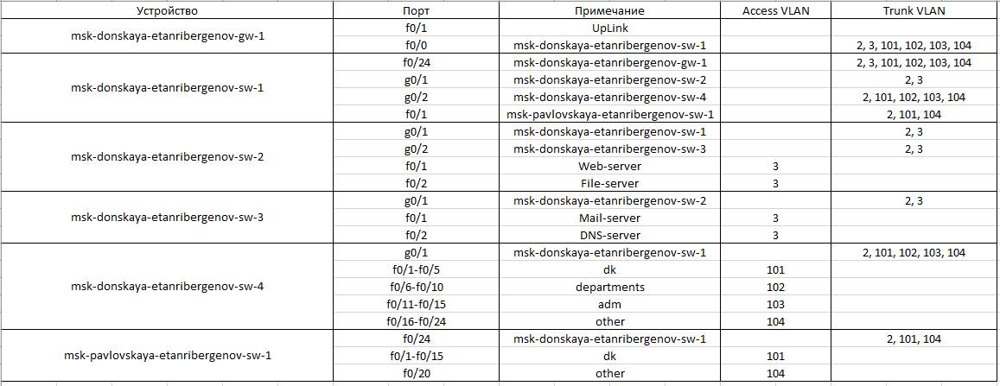 Устройство Порт Примечание Access VLAN Trunk VLAN
msk-donskaya-etanribergenov-gw-1 f0/1 UpLink
f0/0 msk-donskaya-etanribergenov-sw-1 2, 3, 101, 102, 103, 104
msk-donskaya-etanribergenov-sw-1 f0/24 msk-donskaya-etanribergenov-gw-1 2, 3, 101, 102, 103, 104
g0/1 msk-donskaya-etanribergenov-sw-2 2, 3
g0/2 msk-donskaya-etanribergenov-sw-4 2, 101, 102, 103, 104
f0/1 msk-pavlovskaya-etanribergenov-sw-1 2, 101, 104
msk-donskaya-etanribergenov-sw-2 g0/1 msk-donskaya-etanribergenov-sw-1 2, 3
g0/2 msk-donskaya-etanribergenov-sw-3 2, 3
f0/1 Web-server 3
f0/2 File-server 3
msk-donskaya-etanribergenov-sw-3 g0/1 msk-donskaya-etanribergenov-sw-2 2, 3
f0/1 Mail-server 3
f0/2 DNS-server 3
msk-donskaya-etanribergenov-sw-4 g0/1 msk-donskaya-etanribergenov-sw-1 2, 101, 102, 103, 104
f0/1-f0/5 dk 101
f0/6-f0/10 departments 102
f0/11-f0/15 adm 103
f0/16-f0/24 other 104
msk-pavlovskaya-etanribergenov-sw-1 f0/24 msk-donskaya-etanribergenov-sw-1 2, 101, 104
f0/1-f0/15 dk 101
f0/20 other 104